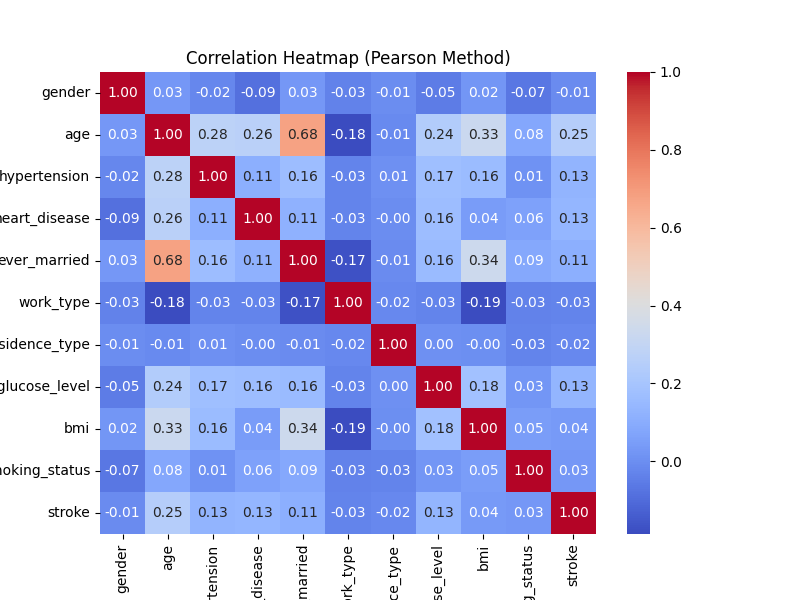 Correlation Heatmap (Pearson Method)
gender 1.00 0.03 -0.02 -0.09 0.03 -0.03 -0.01 -0.05 0.02 -0.07 -0.01
age 0.03 1.00 0.28 0.26 0.68 -0.18 -0.01 0.24 0.33 0.08 0.25
hypertension -0.02 0.28 1.00 0.11 0.16 -0.03 0.01 0.17 0.16 0.01 0.13
heart_disease -0.09 0.26 0.11 1.00 0.11 -0.03 -0.00 0.16 0.04 0.06 0.13
ever_married 0.03 0.68 0.16 0.11 1.00 -0.17 -0.01 0.16 0.34 0.09 0.11
work_type -0.03 -0.18 -0.03 -0.03 -0.17 1.00 -0.02 -0.03 -0.19 -0.03 -0.03
sidence_type -0.01 -0.01 0.01 -0.00 -0.01 -0.02 1.00 0.00 -0.00 -0.03 -0.02
glucose_level -0.05 0.24 0.17 0.16 0.16 -0.03 0.00 1.00 0.18 0.03 0.13
bmi 0.02 0.33 0.16 0.04 0.34 -0.19 -0.00 0.18 1.00 0.05 0.04
oking_status -0.07 0.08 0.01 0.06 0.09 -0.03 -0.03 0.03 0.05 1.00 0.03
stroke -0.01 0.25 0.13 0.13 0.11 -0.03 -0.02 0.13 0.04 0.03 1.00
gender age rtension _disease married rk_type ce_type se_level bmi g_status stroke
1.0
0.8
0.6
0.4
0.2
0.0